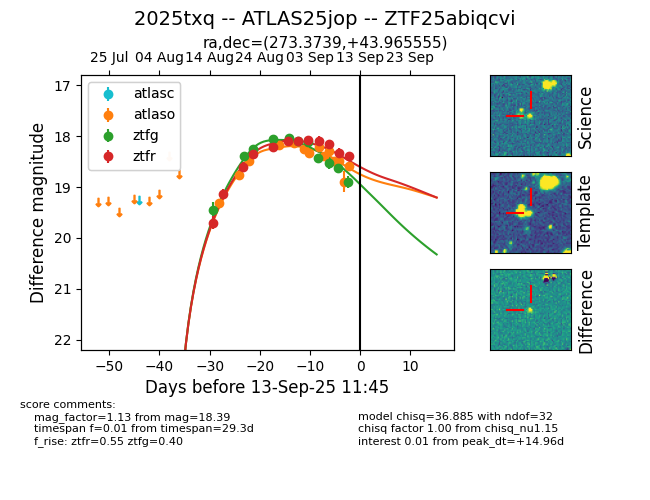 2025txq -- ATLAS25jop -- ZTF25abiqcvi
ra,dec=(273.3739,+43.965555)
25 Jul 04 Aug 14 Aug 24 Aug 03 Sep 13 Sep 23 Sep
atlasc
atlaso
ztfg
ztfr
17
18
19
20
21
22
Difference magnitude
−50 −40 −30 −20 −10 0 10
Days before 13-Sep-25 11:45
Science
Template
Difference
score comments:
mag_factor=1.13 from mag=18.39
timespan f=0.01 from timespan=29.3d
f_rise: ztfr=0.55 ztfg=0.40
model chisq=36.885 with ndof=32
chisq factor 1.00 from chisq_nu1.15
interest 0.01 from peak_dt=+14.96d